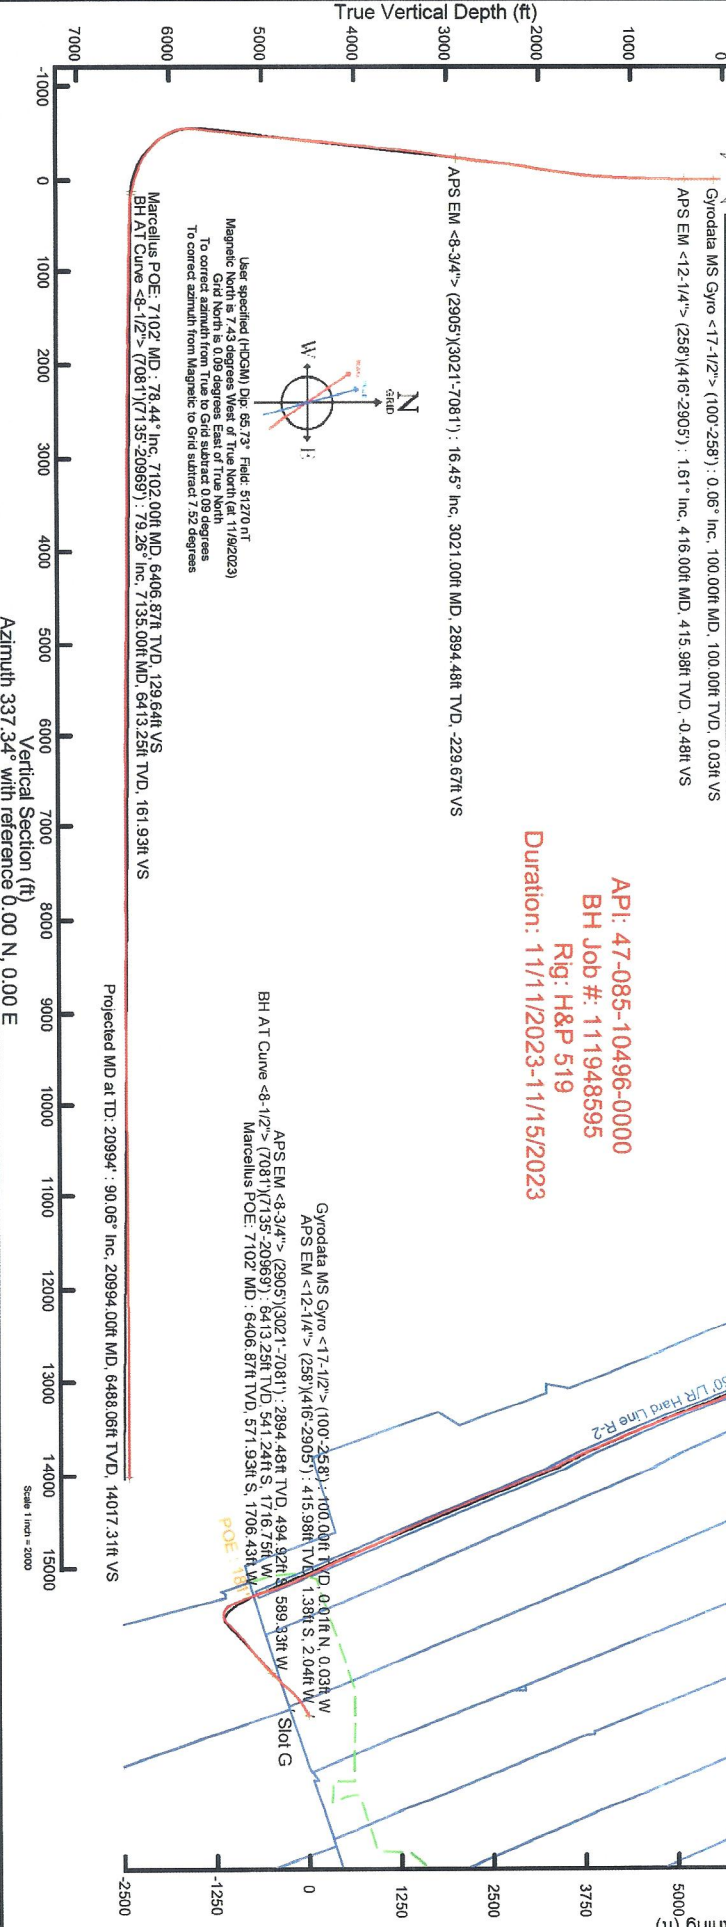 True Vertical Depth (ft)
7000
6000
5000
4000
3000
2000
1000
0
-1000
0
1000
2000
3000
4000
5000
6000
7000
8000
9000
10000
11000
12000
13000
14000
15000
Gyrodata MS Gyro <17-1/2"> (100'-258') : 0.06° Inc, 100.00ft MD, 100.00ft TVD, 0.03ft VS
APS EM <12-1/4"> (258')(416'-2905') : 1.61° Inc, 416.00ft MD, 415.98ft TVD, -0.48ft VS
APS EM <8-3/4"> (2905')(3021'-7081') : 16.45° Inc, 3021.00ft MD, 2894.48ft TVD, -229.67ft VS
Marcellus POE: 7102' MD : 78.44° Inc, 7102.00ft MD, 6406.87ft TVD, 129.64ft VS
BH AT Curve <8-1/2"> (7081')(7135'-20969') : 79.26° Inc, 7135.00ft MD, 6413.25ft TVD, 161.93ft VS
N
GRID
W
E
User specified (HDGM) Dip: 65.73° Field: 51270 nT
Magnetic North is 7.43 degrees West of True North (at 11/9/2023)
Grid North is 0.09 degrees East of True North
To correct azimuth from True to Grid subtract 0.09 degrees
To correct azimuth from Magnetic to Grid subtract 7.52 degrees
API: 47-085-10496-0000
BH Job #: 111948595
Rig: H&P 519
Duration: 11/11/2023-11/15/2023
Projected MD at TD: 20994' : 90.06° Inc, 20994.00ft MD, 6488.06ft TVD, 14017.31ft VS
Vertical Section (ft)
Azimuth 337.34° with reference 0.00 N, 0.00 E
Scale 1 inch = 2000
Gyrodata MS Gyro <17-1/2"> (100'-258') : 100.00ft TVD, 0.01ft N, 0.03ft W
APS EM <12-1/4"> (258')(416'-2905') : 415.98ft TVD, 1.38ft S, 2.04ft W
APS EM <8-3/4"> (2905')(3021'-7081') : 2894.48ft TVD, 494.92ft S, 589.33ft W
BH AT Curve <8-1/2"> (7081')(7135'-20969') : 6413.25ft TVD, 541.24ft S, 1716.75ft W
Marcellus POE: 7102' MD : 6406.87ft TVD, 571.93ft S, 1706.43ft W
L/R Hard Line R-2
POE : 181'
Slot G
-2500
-1250
0
1250
2500
3750
5000